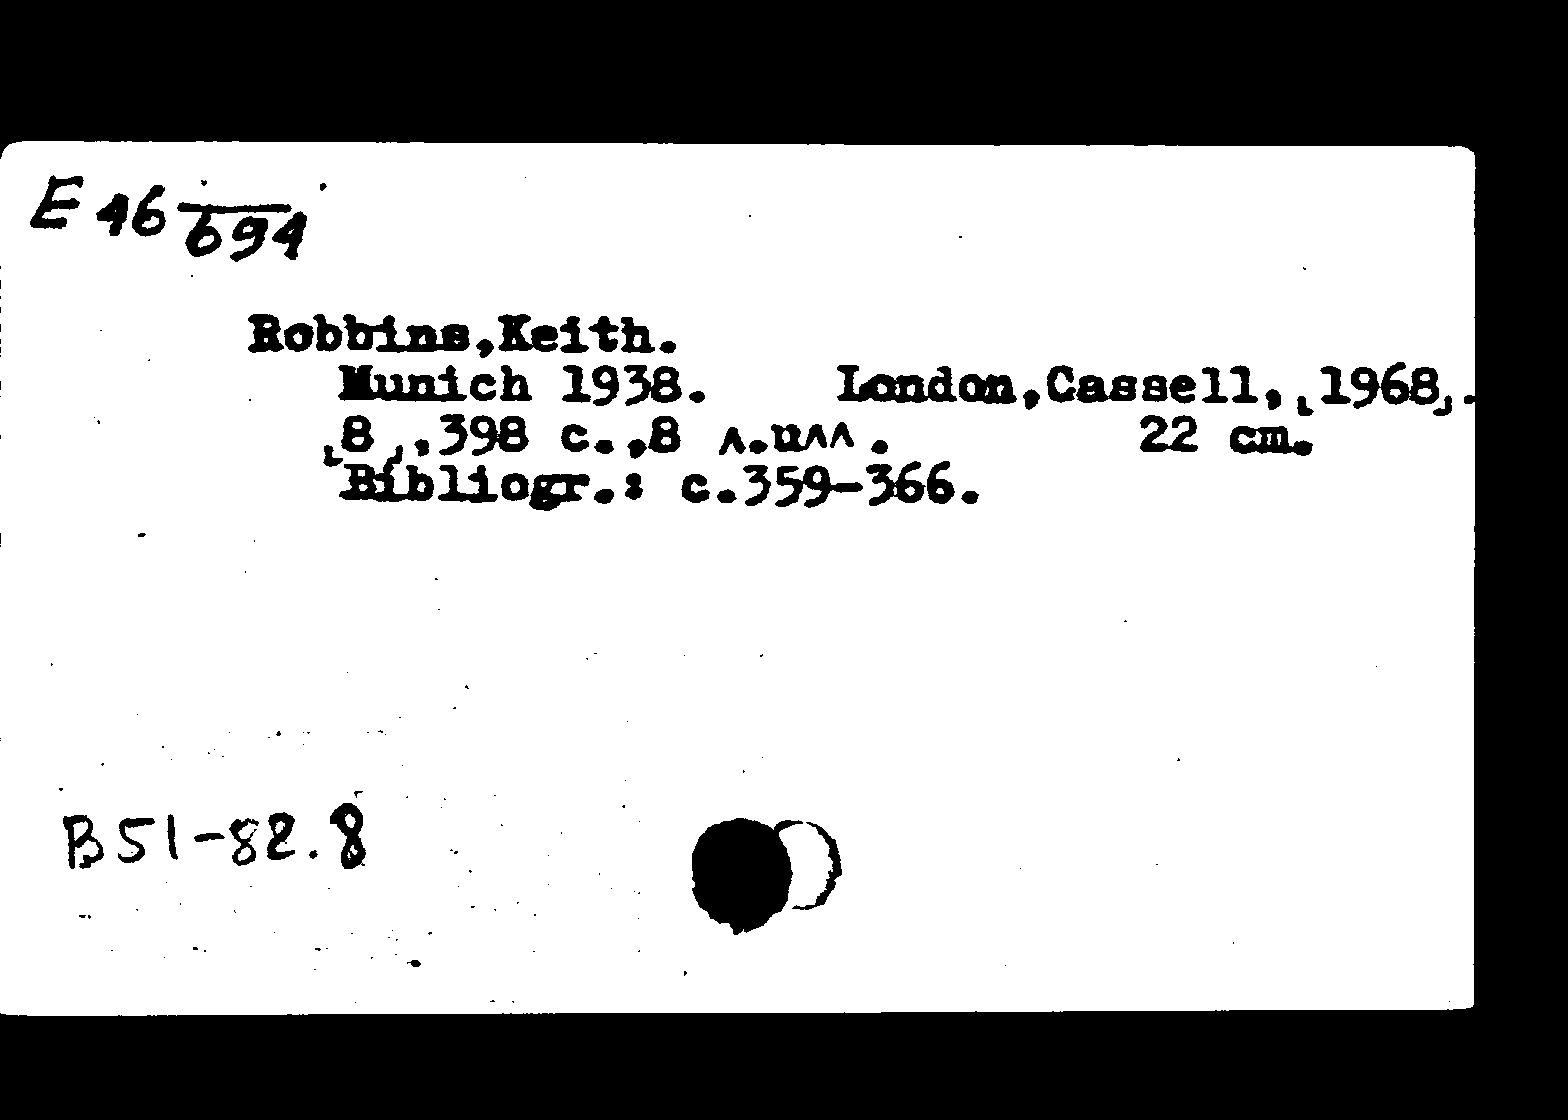 E 46/694
Robbins,Keith.
Munich 1938. London,Cassell,[1968].
[8],398 c.,8 л.илл. 22 cm.
Bibliogr.: c.359-366.
B51-82.8